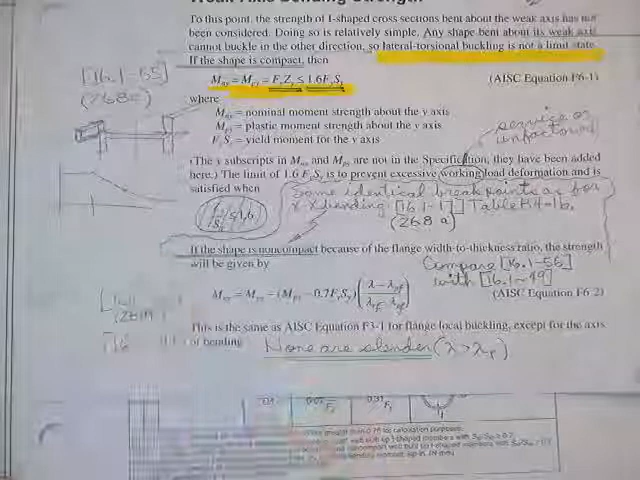 Weak-Axis Bending Strength
To this point, the strength of I-shaped cross sections bent about the weak axis has not
been considered. Doing so is relatively simple. Any shape bent about its weak axis
cannot buckle in the other direction, so lateral-torsional buckling is not a limit state.
If the shape is compact, then
[16.1-55]
(268c)
Mny = Mpy = FyZy ≤ 1.6FySy (AISC Equation F6-1)
where
Mny = nominal moment strength about the y axis
Mpy = plastic moment strength about the y axis
FySy = yield moment for the y axis
service or
unfactored
(The y subscripts in Mny and Mpy are not in the Specification; they have been added
here.) The limit of 1.6FySy is to prevent excessive working load deformation and is
satisfied when
Zy/Sy ≤ 1.6
Some identical break points as for
x-x bending. [16.1-17] Table B4-1b.
(268a)
If the shape is noncompact because of the flange width-to-thickness ratio, the strength
will be given by
Compare [16.1-56]
with [16.1-49]
Mny = Mpy − (Mpy − 0.7FySy)((λ − λpf)/(λrf − λpf)) (AISC Equation F6-2)
This is the same as AISC Equation F3-1 for flange local buckling, except for the axis
of bending.
None are slender (λ>λr)